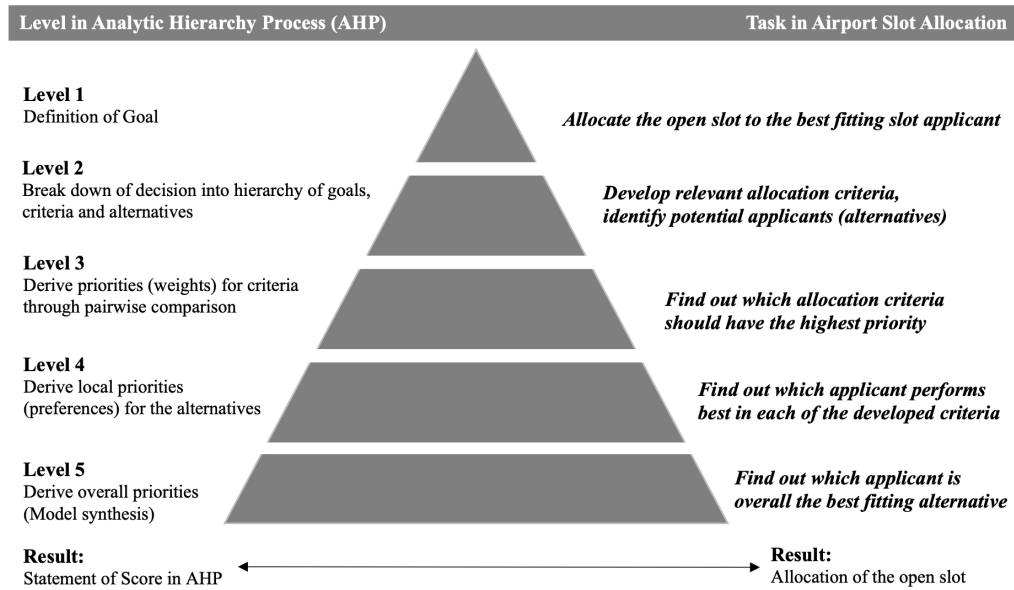 Level in Analytic Hierarchy Process (AHP)
Task in Airport Slot Allocation
Level 1
Definition of Goal
Allocate the open slot to the best fitting slot applicant
Level 2
Break down of decision into hierarchy of goals,
criteria and alternatives
Develop relevant allocation criteria,
identify potential applicants (alternatives)
Level 3
Derive priorities (weights) for criteria
through pairwise comparison
Find out which allocation criteria
should have the highest priority
Level 4
Derive local priorities
(preferences) for the alternatives
Find out which applicant performs
best in each of the developed criteria
Level 5
Derive overall priorities
(Model synthesis)
Find out which applicant is
overall the best fitting alternative
Result:
Statement of Score in AHP
Result:
Allocation of the open slot